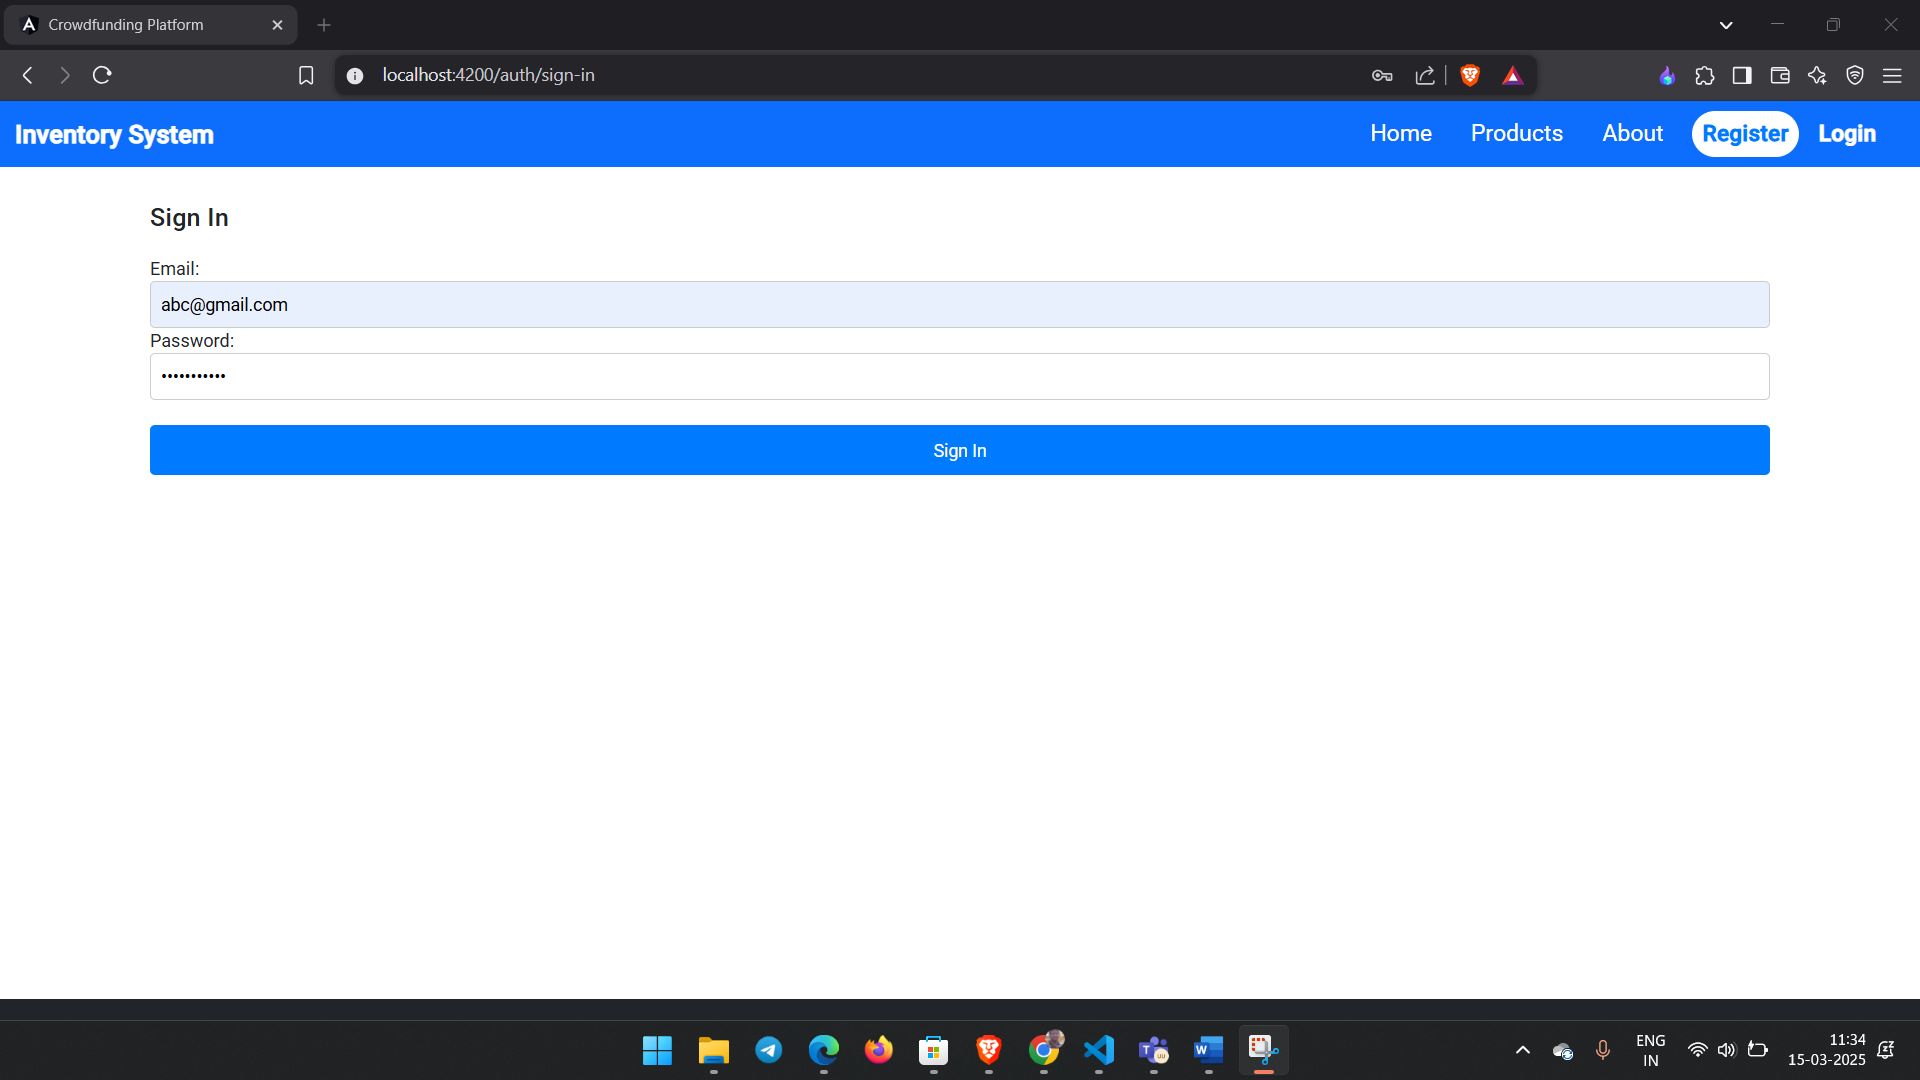 Crowdfunding Platform
localhost:4200/auth/sign-in
Inventory System
Home
Products
About
Register
Login
Sign In
Email:
abc@gmail.com
Password:
•••••••••••
Sign In
ENG
IN
11:34
15-03-2025